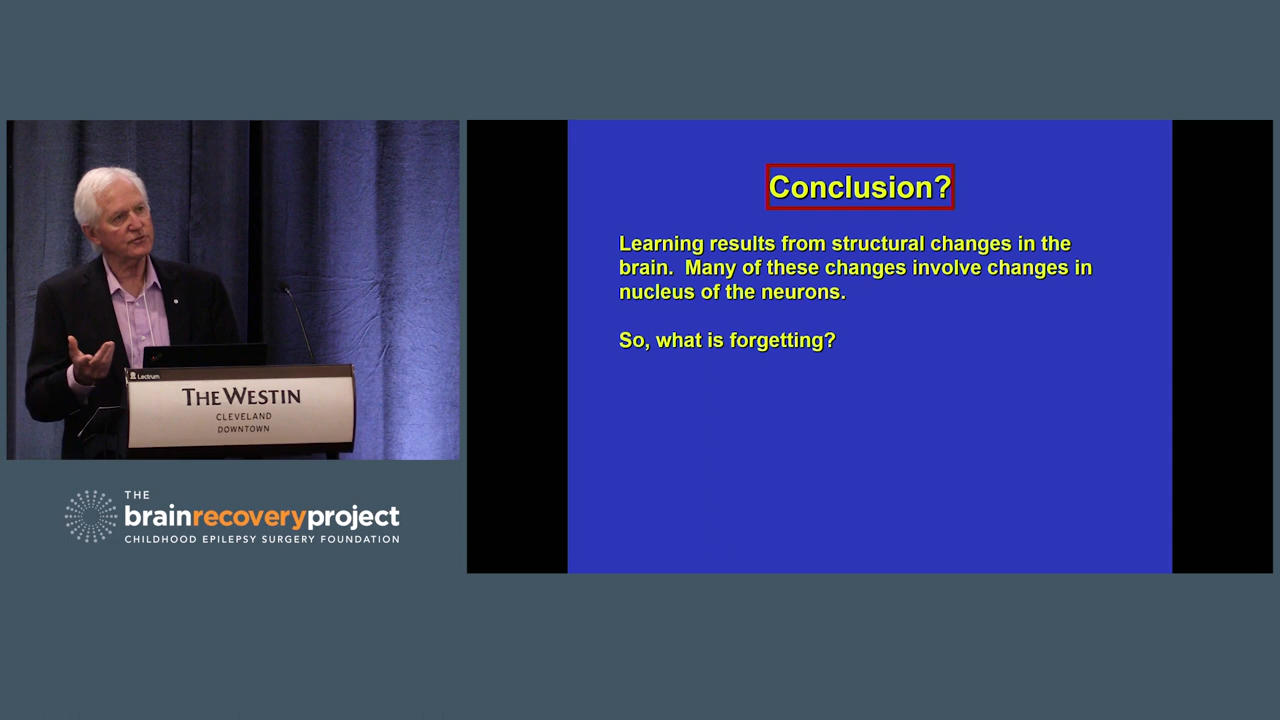 Conclusion?
Learning results from structural changes in the
brain.  Many of these changes involve changes in
nucleus of the neurons.
So, what is forgetting?
Lectrum
THE WESTIN
CLEVELAND
DOWNTOWN
THE
brainrecoveryproject
CHILDHOOD EPILEPSY SURGERY FOUNDATION